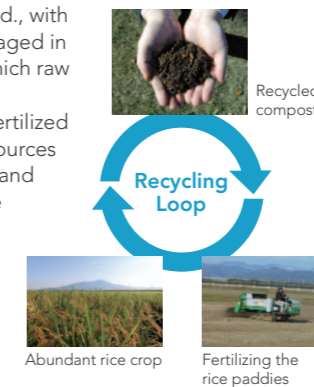 d., with
aged in
hich raw
ertilized
ources
and
Recycled
compost
Recycling
Loop
Abundant rice crop
Fertilizing the
rice paddies